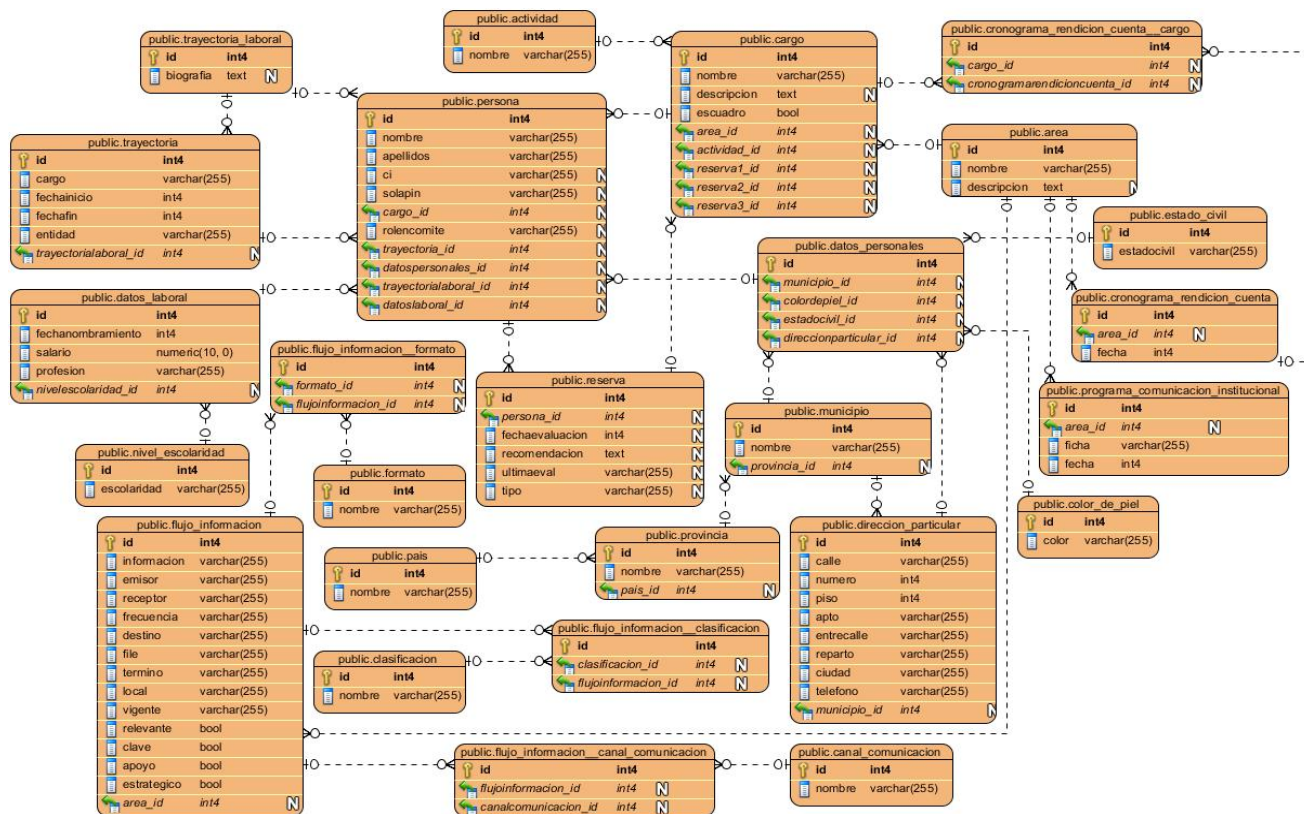 public.actividad
id int4
nombre varchar(255)
public.trayectoria_laboral
id int4
biografia text N
public.cargo
id int4
nombre varchar(255)
descripcion text N
escuadro bool
area_id int4 N
actividad_id int4 N
reserva1_id int4 N
reserva2_id int4 N
reserva3_id int4 N
public.cronograma_rendicion_cuenta__cargo
id int4
cargo_id int4 N
cronogramarendicioncuenta_id int4 N
public.persona
id int4
nombre varchar(255)
apellidos varchar(255)
ci varchar(255) N
solapin varchar(255) N
cargo_id int4 N
rolencomite varchar(255) N
trayectoria_id int4 N
datospersonales_id int4 N
trayectorialaboral_id int4 N
datoslaboral_id int4 N
public.trayectoria
id int4
cargo varchar(255)
fechainicio int4
fechafin int4
entidad varchar(255)
trayectorialaboral_id int4 N
public.area
id int4
nombre varchar(255)
descripcion text N
public.estado_civil
id int4
estadocivil varchar(255)
public.datos_personales
id int4
municipio_id int4 N
colordepiel_id int4 N
estadocivil_id int4 N
direccionparticular_id int4 N
public.datos_laboral
id int4
fechanombramiento int4
salario numeric(10, 0)
profesion varchar(255)
nivelescolaridad_id int4 N
public.cronograma_rendicion_cuenta
id int4
area_id int4 N
fecha int4
public.flujo_informacion__formato
id int4
formato_id int4 N
flujoinformacion_id int4 N
public.reserva
id int4
persona_id int4 N
fechaevaluacion int4 N
recomendacion text N
ultimaeval varchar(255) N
tipo varchar(255) N
public.programa_comunicacion_institucional
id int4
area_id int4 N
ficha varchar(255)
fecha int4
public.municipio
id int4
nombre varchar(255)
provincia_id int4 N
public.nivel_escolaridad
id int4
escolaridad varchar(255)
public.formato
id int4
nombre varchar(255)
public.color_de_piel
id int4
color varchar(255)
public.flujo_informacion
id int4
informacion varchar(255)
emisor varchar(255)
receptor varchar(255)
frecuencia varchar(255)
destino varchar(255)
file varchar(255)
termino varchar(255)
local varchar(255)
vigente varchar(255)
relevante bool
clave bool
apoyo bool
estrategico bool
area_id int4 N
public.direccion_particular
id int4
calle varchar(255)
numero int4
piso int4
apto varchar(255)
entrecalle varchar(255)
reparto varchar(255)
ciudad varchar(255)
telefono varchar(255)
municipio_id int4 N
public.provincia
id int4
nombre varchar(255)
pais_id int4 N
public.pais
id int4
nombre varchar(255)
public.flujo_informacion__clasificacion
id int4
clasificacion_id int4 N
flujoinformacion_id int4 N
public.clasificacion
id int4
nombre varchar(255)
public.flujo_informacion__canal_comunicacion
id int4
flujoinformacion_id int4 N
canalcomunicacion_id int4 N
public.canal_comunicacion
id int4
nombre varchar(255)